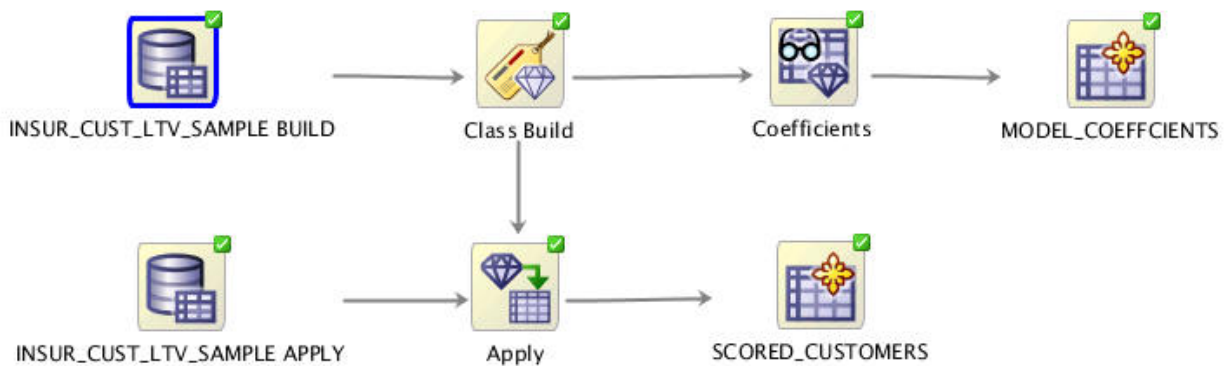 INSUR_CUST_LTV_SAMPLE BUILD
Class Build
Coefficients
MODEL_COEFFCIENTS
INSUR_CUST_LTV_SAMPLE APPLY
Apply
SCORED_CUSTOMERS